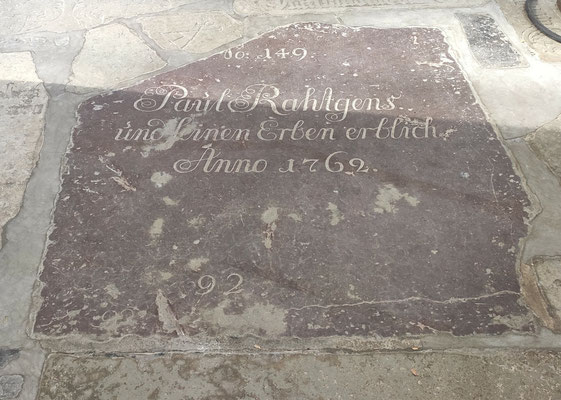 No: 149.
Paul Rahtgens
und seinen Erben erblich.
Anno 1762.
92